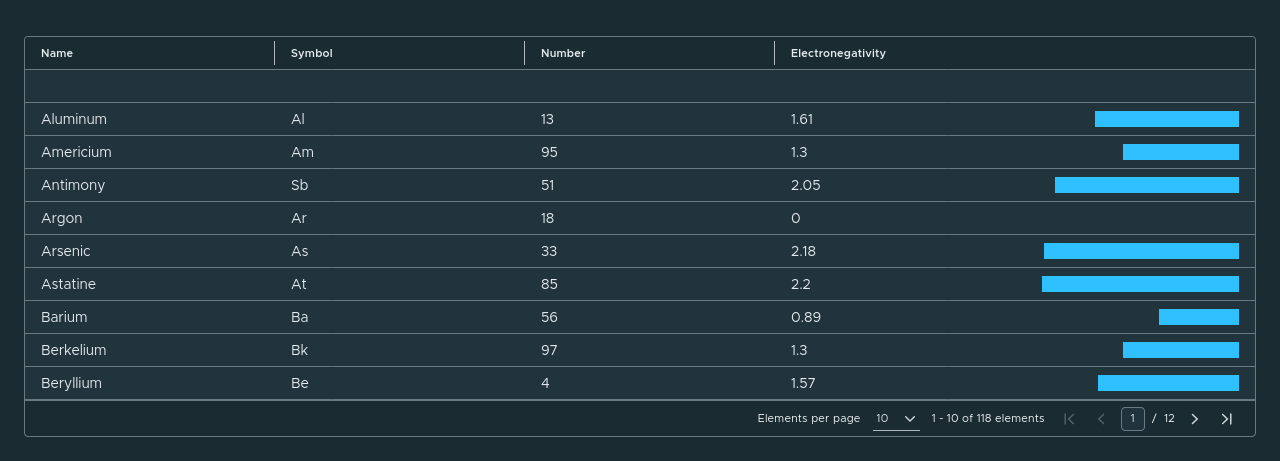 Name Symbol Number Electronegativity
Aluminum Al 13 1.61
Americium Am 95 1.3
Antimony Sb 51 2.05
Argon Ar 18 0
Arsenic As 33 2.18
Astatine At 85 2.2
Barium Ba 56 0.89
Berkelium Bk 97 1.3
Beryllium Be 4 1.57
Elements per page 10 1 - 10 of 118 elements 1 / 12